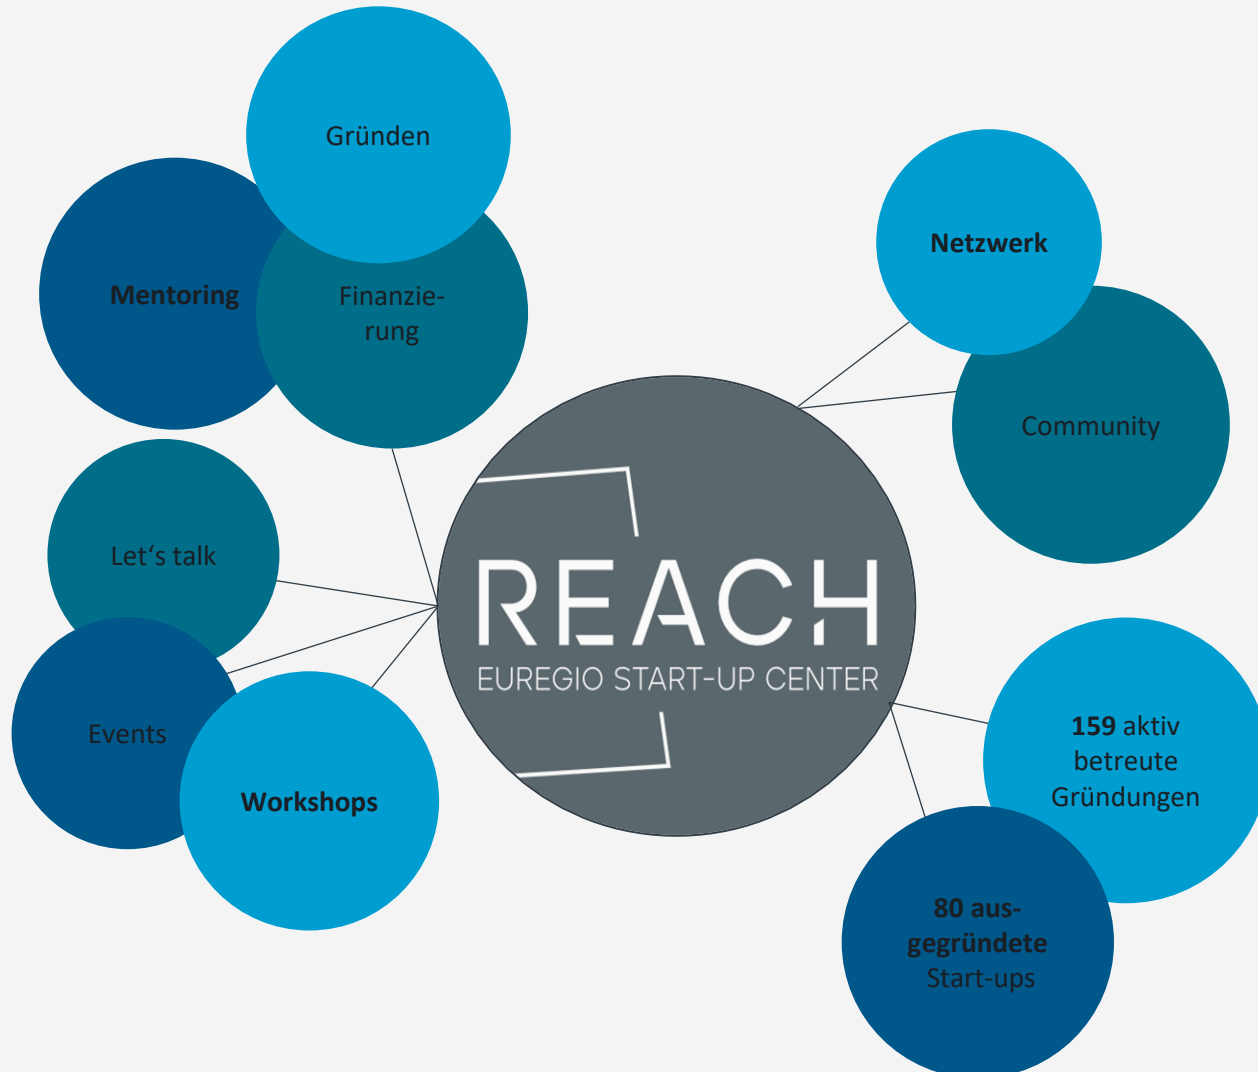 Gründen
Mentoring
Finanzie-
rung
Netzwerk
Community
Let‘s talk
Events
Workshops
REACH
EUREGIO START-UP CENTER
159 aktiv
betreute
Gründungen
80 aus-
gegründete
Start-ups